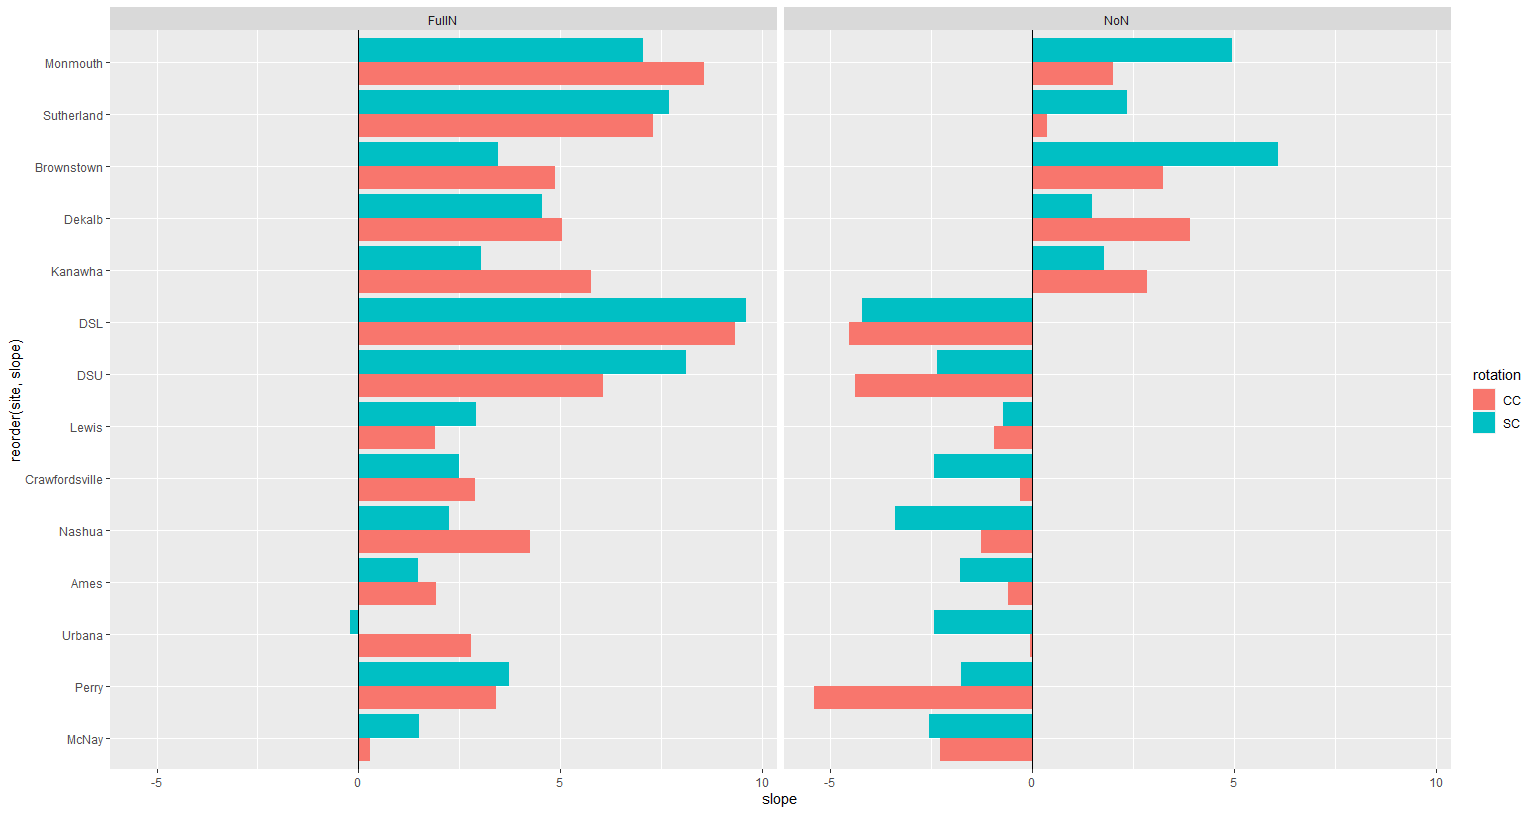 FullN
NoN
Monmouth
Sutherland
Brownstown
Dekalb
Kanawha
DSL
DSU
Lewis
Crawfordsville
Nashua
Ames
Urbana
Perry
McNay
reorder(site, slope)
-5 0 5 10
-5 0 5 10
slope
rotation
CC
SC